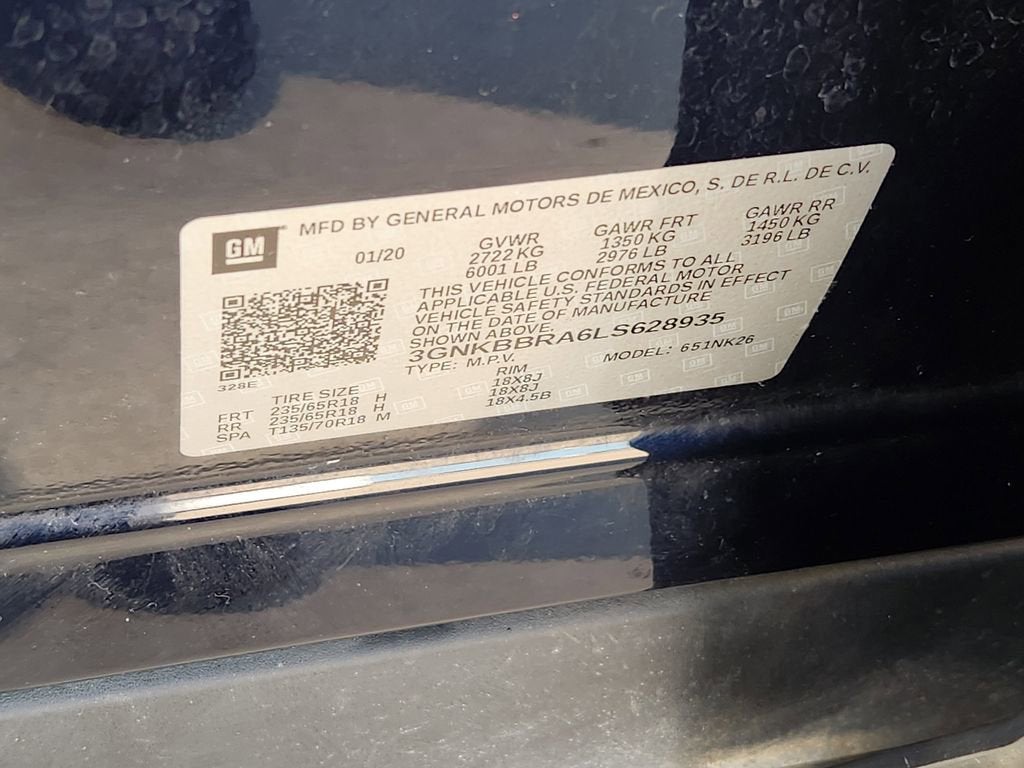 GM
MFD BY GENERAL MOTORS DE MEXICO, S. DE R.L. DE C.V.
01/20
GVWR
2722 KG
6001 LB
GAWR FRT
1350 KG
2976 LB
GAWR RR
1450 KG
3196 LB
THIS VEHICLE CONFORMS TO ALL
APPLICABLE U.S. FEDERAL MOTOR
VEHICLE SAFETY STANDARDS IN EFFECT
ON THE DATE OF MANUFACTURE
SHOWN ABOVE.
3GNKBBRA6LS628935
TYPE: M.P.V. MODEL: 651NK26
328E
TIRE SIZE RIM
FRT 235/65R18 H 18X8J
RR 235/65R18 H 18X8J
SPA T135/70R18 M 18X4.5B